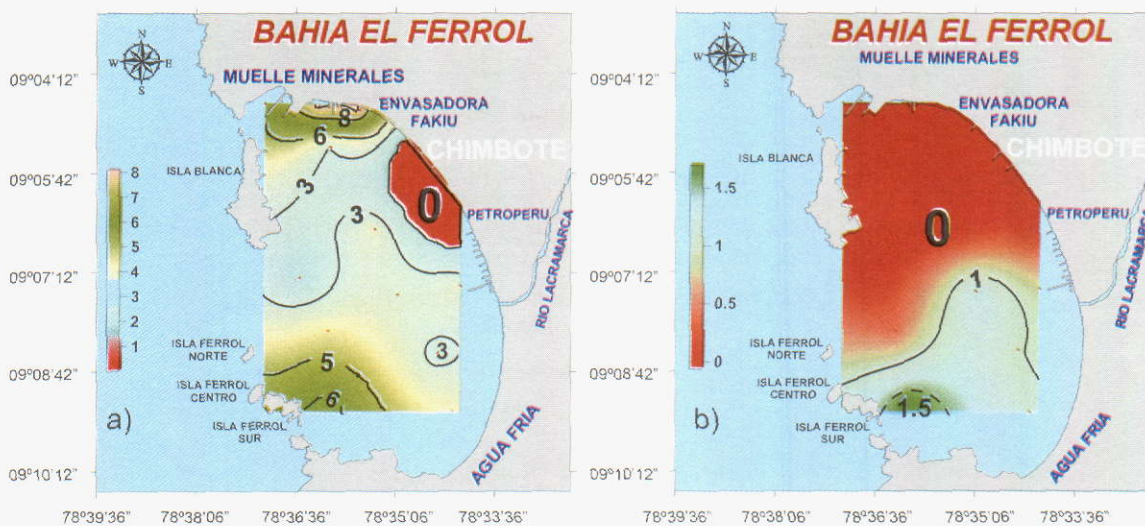 BAHIA EL FERROL
N
W E
S
MUELLE MINERALES
ENVASADORA
FAKIU
CHIMBOTE
ISLA BLANCA
PETROPERU
RIO LACRAMARCA
ISLA FERROL
NORTE
ISLA FERROL
CENTRO
ISLA FERROL
SUR
AGUA FRIA
a)
8
6
3
3
0
3
5
6
8
7
6
5
4
3
2
1
09°04'12"
09°05'42"
09°07'12"
09°08'42"
09°10'12"
78°39'36" 78°38'06" 78°36'36" 78°35'06" 78°33'36"
BAHIA EL FERROL
N
W E
S
MUELLE MINERALES
ENVASADORA
FAKIU
CHIMBOTE
ISLA BLANCA
PETROPERU
RIO LACRAMARCA
ISLA FERROL
NORTE
ISLA FERROL
CENTRO
ISLA FERROL
SUR
AGUA FRIA
b)
0
1
1.5
1.5
1
0.5
0
09°04'12"
09°05'42"
09°07'12"
09°08'42"
09°10'12"
78°39'36" 78°38'06" 78°36'36" 78°35'06" 78°33'36"